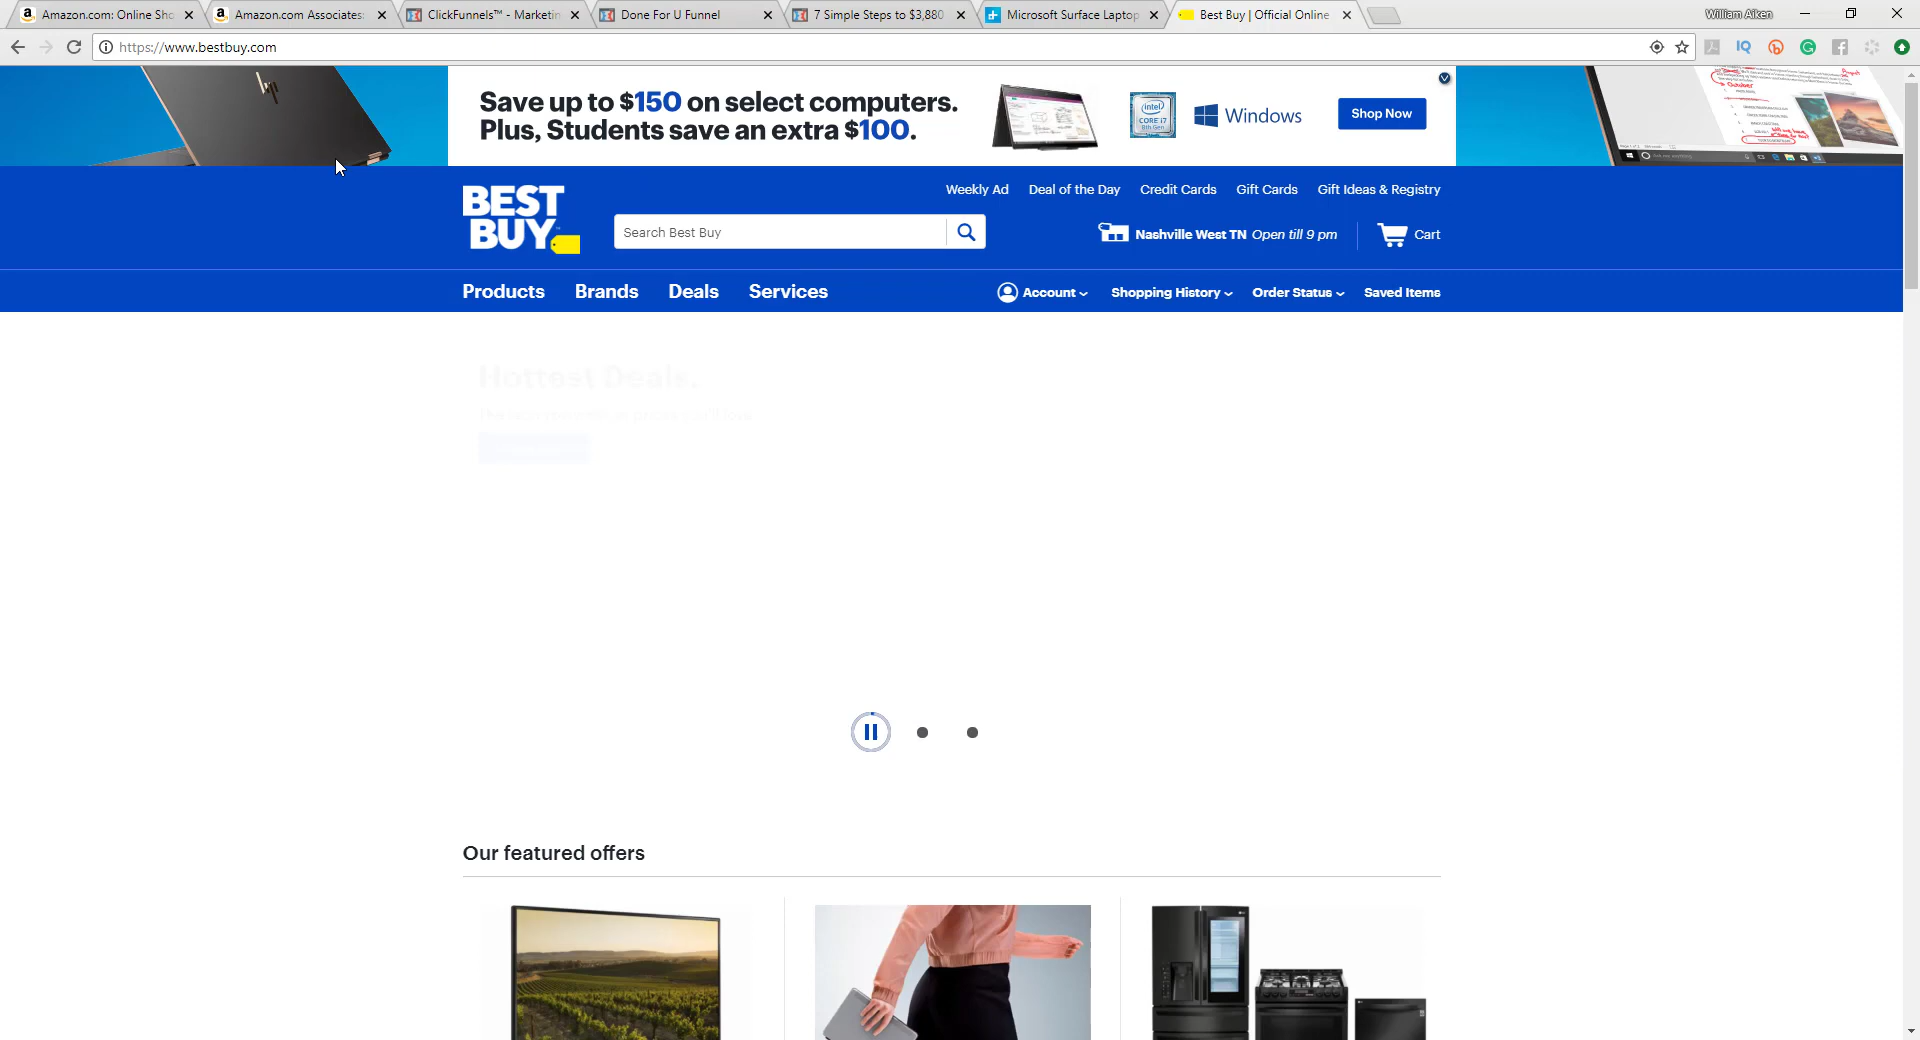 Amazon.com: Online Sho
Amazon.com Associates:
ClickFunnels™ - Marketin
Done For U Funnel
7 Simple Steps to $3,880
Microsoft Surface Laptop
Best Buy | Official Online
William Aiken
https://www.bestbuy.com
Save up to $150 on select computers.
Plus, Students save an extra $100.
intel
CORE i7
8th Gen
Windows
Shop Now
BEST
BUY
Weekly Ad
Deal of the Day
Credit Cards
Gift Cards
Gift Ideas & Registry
Search Best Buy
Nashville West TN Open till 9 pm
Cart
Products
Brands
Deals
Services
Account
Shopping History
Order Status
Saved Items
Hottest Deals.
Our featured offers